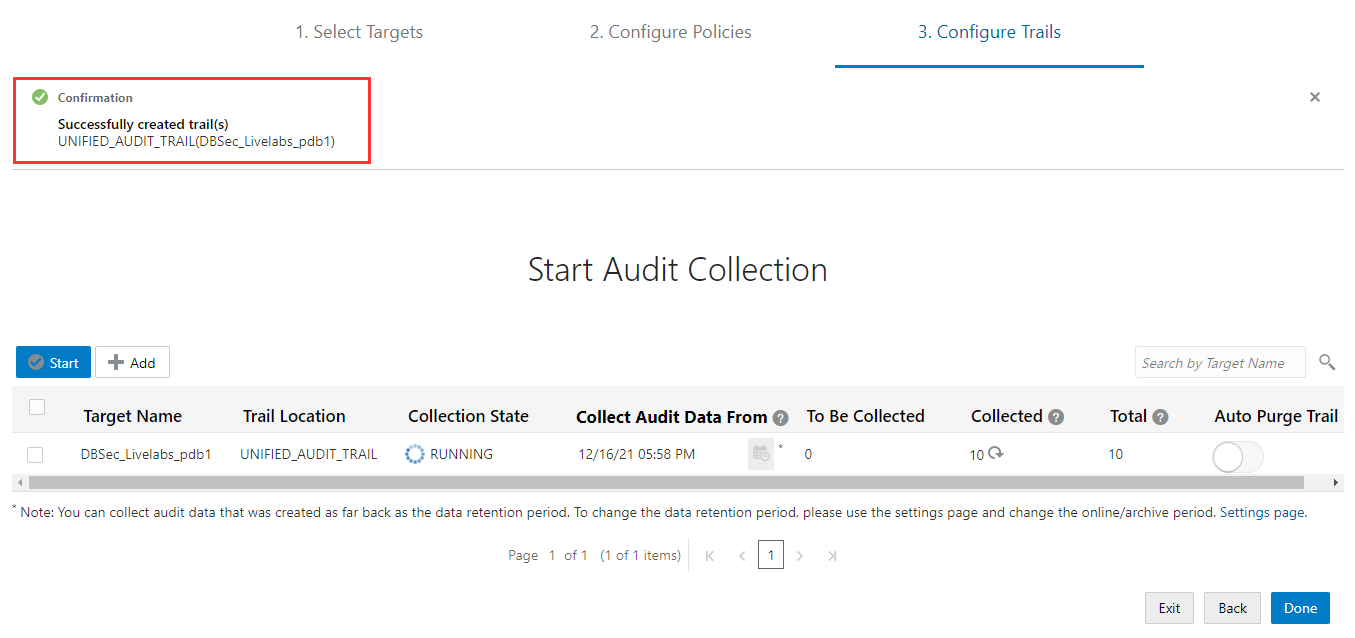 1. Select Targets 2. Configure Policies 3. Configure Trails
Confirmation
Successfully created trail(s)
UNIFIED_AUDIT_TRAIL(DBSec_Livelabs_pdb1)
Start Audit Collection
Start Add Search by Target Name
Target Name Trail Location Collection State Collect Audit Data From To Be Collected Collected Total Auto Purge Trail
DBSec_Livelabs_pdb1 UNIFIED_AUDIT_TRAIL RUNNING 12/16/21 05:58 PM * 0 10 10
* Note: You can collect audit data that was created as far back as the data retention period. To change the data retention period, please use the settings page and change the online/archive period. Settings page.
Page 1 of 1 (1 of 1 items) 1
Exit Back Done